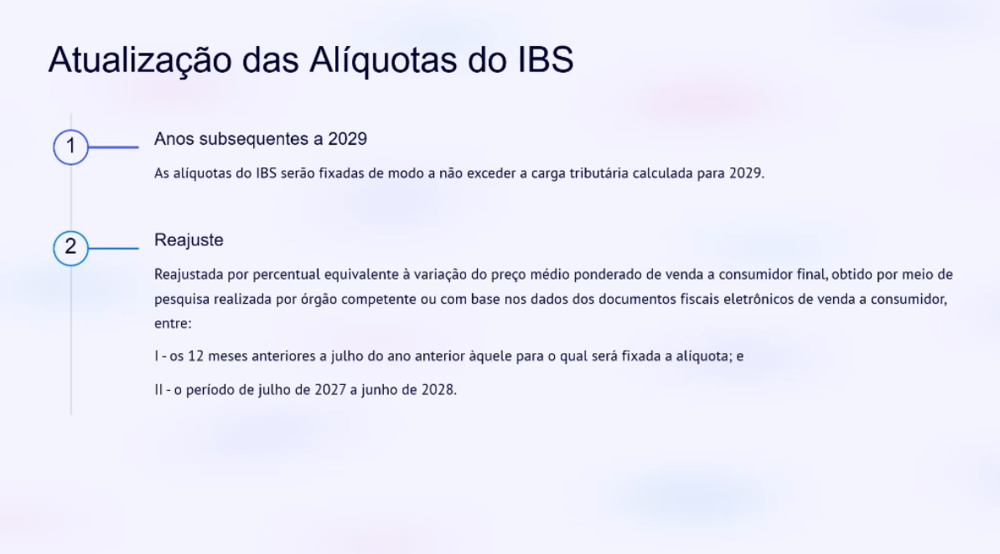 Atualização das Alíquotas do IBS
1
Anos subsequentes a 2029
As alíquotas do IBS serão fixadas de modo a não exceder a carga tributária calculada para 2029.
2
Reajuste
Reajustada por percentual equivalente à variação do preço médio ponderado de venda a consumidor final, obtido por meio de
pesquisa realizada por órgão competente ou com base nos dados dos documentos fiscais eletrônicos de venda a consumidor,
entre:
I - os 12 meses anteriores a julho do ano anterior àquele para o qual será fixada a alíquota; e
II - o período de julho de 2027 a junho de 2028.